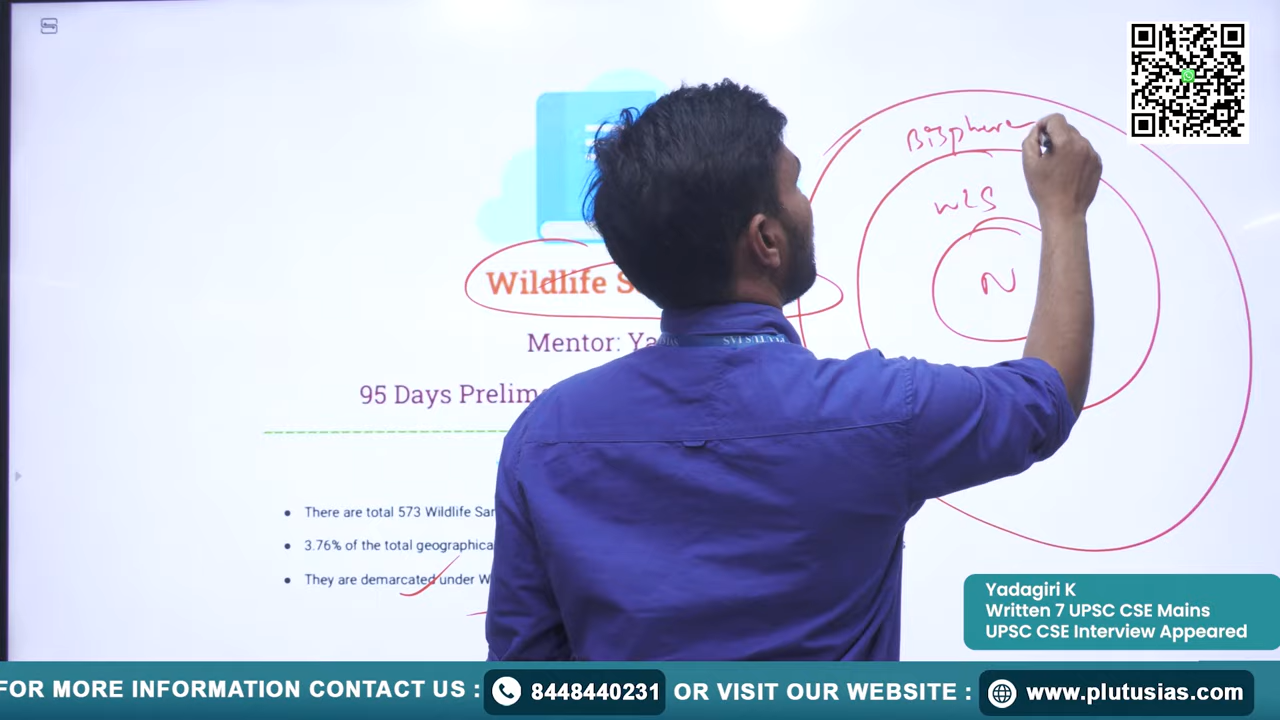 Biosphere
WLS
N
Wildlife S
Mentor: Ya
95 Days Prelim
There are total 573 Wildlife Sar
3.76% of the total geographica
They are demarcated under W
Yadagiri K
Written 7 UPSC CSE Mains
UPSC CSE Interview Appeared
FOR MORE INFORMATION CONTACT US : 8448440231 OR VISIT OUR WEBSITE : www.plutusias.com